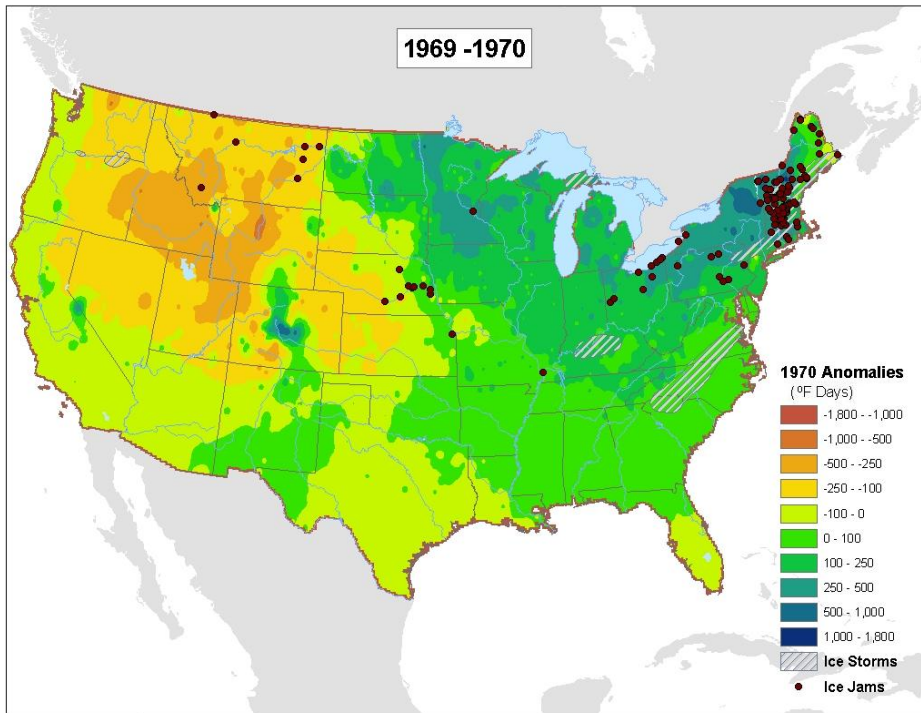 1969 -1970
1970 Anomalies
(ºF Days)
-1,800 - -1,000
-1,000 - -500
-500 - -250
-250 - -100
-100 - 0
0 - 100
100 - 250
250 - 500
500 - 1,000
1,000 - 1,800
Ice Storms
Ice Jams